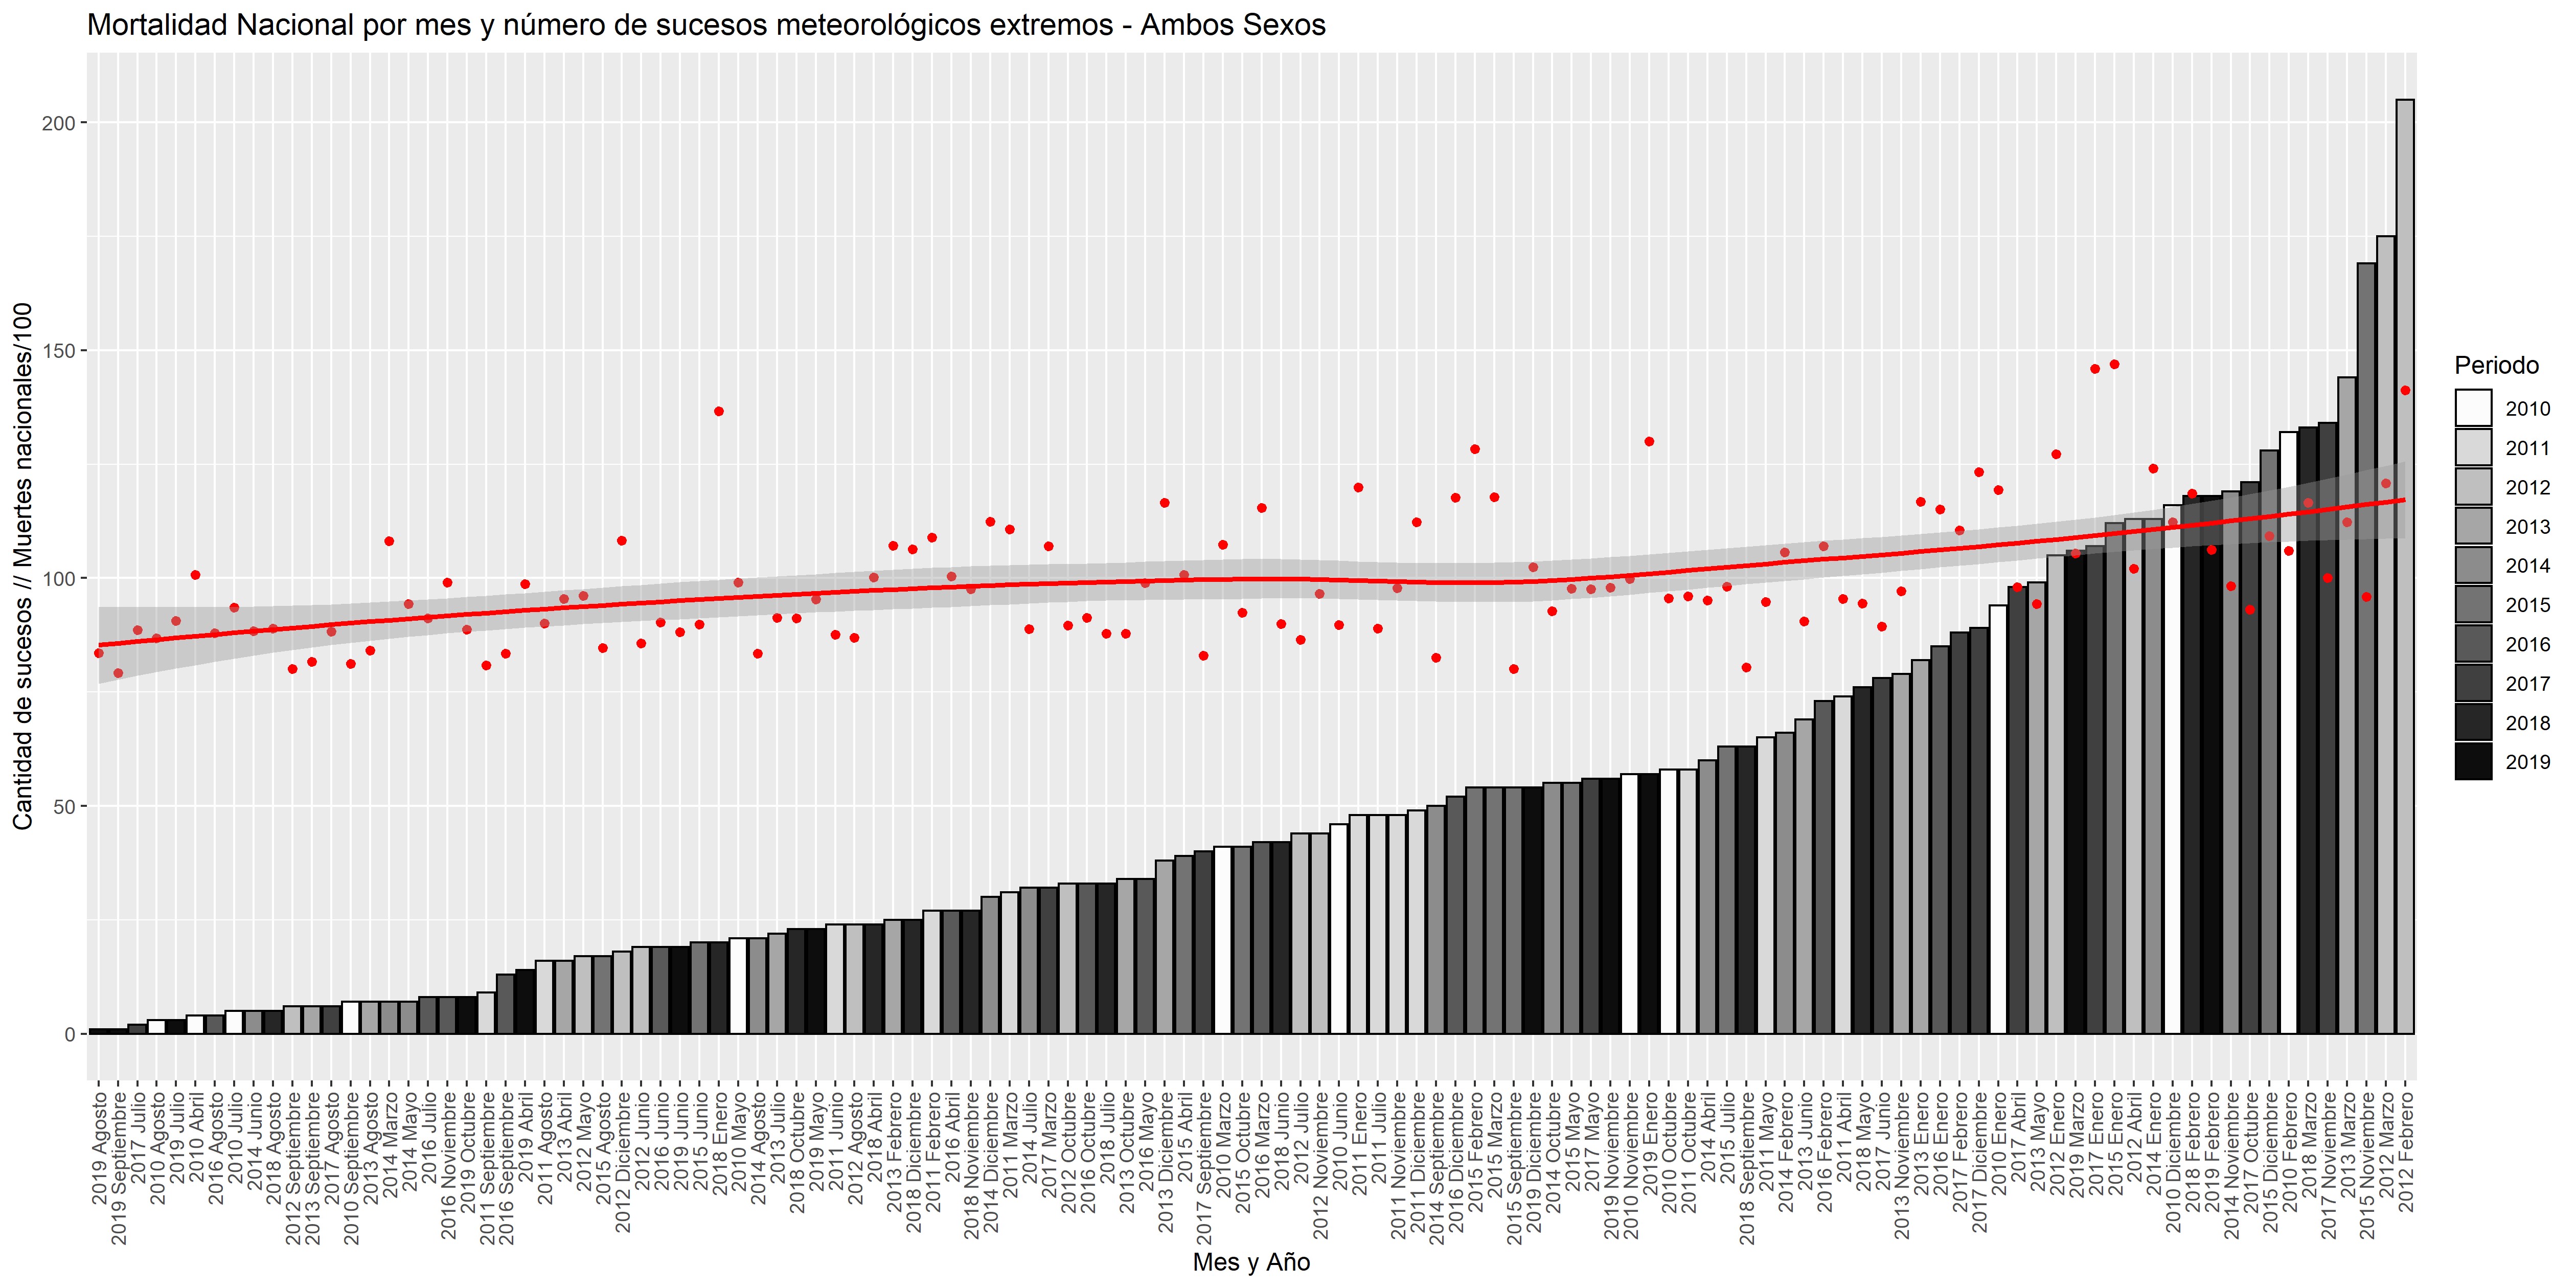 Mortalidad Nacional por mes y número de sucesos meteorológicos extremos - Ambos Sexos
Cantidad de sucesos // Muertes nacionales/100
200
150
100
50
0
2019 Agosto
2019 Septiembre
2017 Julio
2010 Agosto
2019 Julio
2010 Abril
2016 Agosto
2010 Julio
2014 Junio
2018 Agosto
2012 Septiembre
2013 Septiembre
2017 Agosto
2010 Septiembre
2013 Agosto
2014 Marzo
2014 Mayo
2016 Julio
2016 Noviembre
2019 Octubre
2011 Septiembre
2016 Septiembre
2019 Abril
2011 Agosto
2013 Abril
2012 Mayo
2015 Agosto
2012 Diciembre
2012 Junio
2016 Junio
2019 Junio
2015 Junio
2018 Enero
2010 Mayo
2014 Agosto
2013 Julio
2018 Octubre
2019 Mayo
2011 Junio
2012 Agosto
2018 Abril
2013 Febrero
2018 Diciembre
2011 Febrero
2016 Abril
2018 Noviembre
2014 Diciembre
2011 Marzo
2014 Julio
2017 Marzo
2012 Octubre
2016 Octubre
2018 Julio
2013 Octubre
2016 Mayo
2013 Diciembre
2015 Abril
2017 Septiembre
2010 Marzo
2015 Octubre
2016 Marzo
2018 Junio
2012 Julio
2012 Noviembre
2010 Junio
2011 Enero
2011 Julio
2011 Noviembre
2011 Diciembre
2014 Septiembre
2016 Diciembre
2015 Febrero
2015 Marzo
2015 Septiembre
2019 Diciembre
2014 Octubre
2015 Mayo
2017 Mayo
2019 Noviembre
2010 Noviembre
2019 Enero
2010 Octubre
2011 Octubre
2014 Abril
2015 Julio
2018 Septiembre
2011 Mayo
2014 Febrero
2013 Junio
2016 Febrero
2011 Abril
2018 Mayo
2017 Junio
2013 Noviembre
2013 Enero
2016 Enero
2017 Febrero
2017 Diciembre
2010 Enero
2017 Abril
2013 Mayo
2012 Enero
2019 Marzo
2017 Enero
2015 Enero
2012 Abril
2014 Enero
2010 Diciembre
2018 Febrero
2019 Febrero
2014 Noviembre
2017 Octubre
2015 Diciembre
2010 Febrero
2018 Marzo
2017 Noviembre
2013 Marzo
2015 Noviembre
2012 Marzo
2012 Febrero
Mes y Año
Periodo
2010
2011
2012
2013
2014
2015
2016
2017
2018
2019